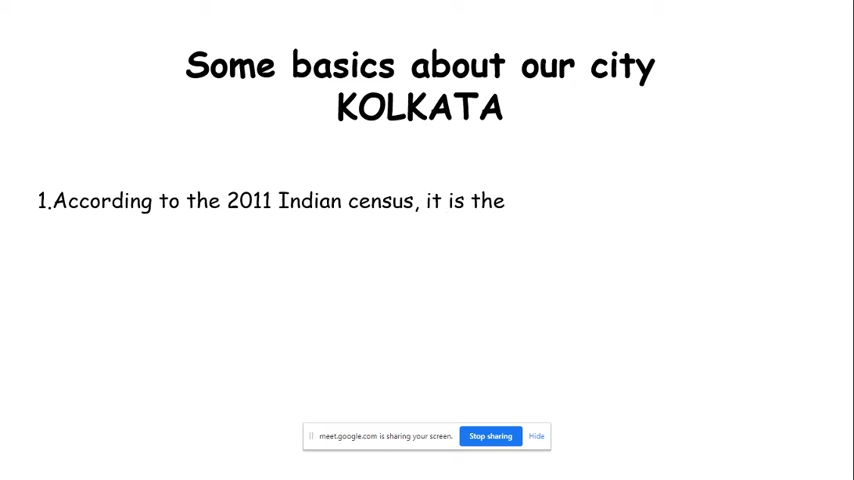 Some basics about our city
KOLKATA
1.According to the 2011 Indian census, it is the
meet.google.com is sharing your screen.
Stop sharing
Hide